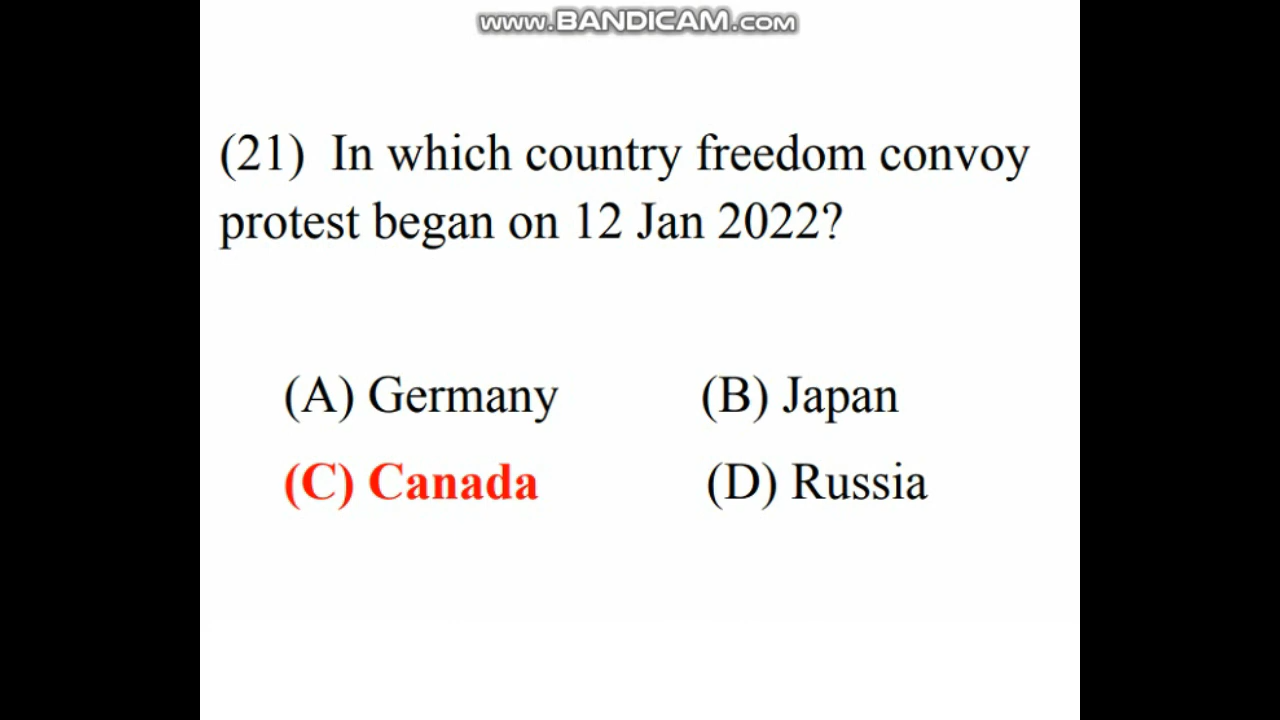 www.BANDICAM.com
(21) In which country freedom convoy
protest began on 12 Jan 2022?
(A) Germany (B) Japan
(C) Canada (D) Russia